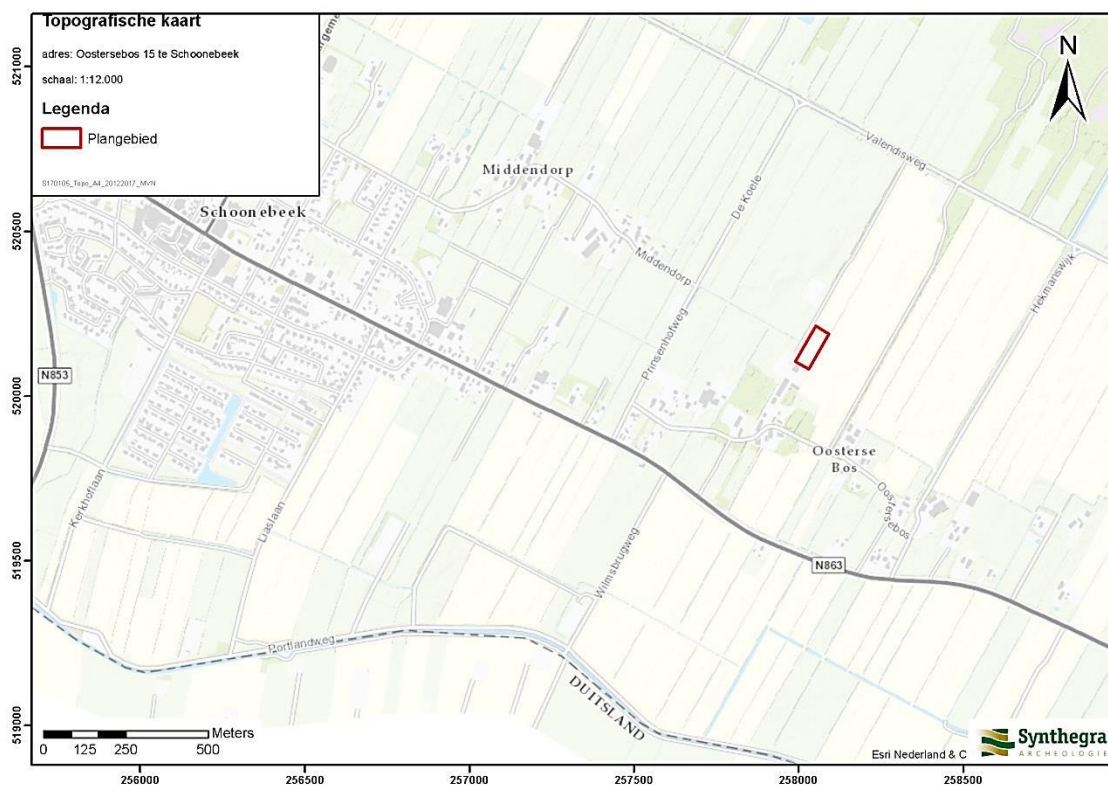 Topografische kaart
adres: Oostersebos 15 te Schoonebeek
schaal: 1:12.000
Legenda
Plangebied
N
Valendisweg
Middendorp
De Koele
Schoonebeek
Middendorp
Hekmanswijk
Prinsenhofweg
N853
Oosterse
Bos
Oostersebos
Kerkhoflaan
Liaslaan
Wilmsbrugweg
N863
Portlandweg
DUITSLAND
Meters
0 125 250 500
Synthegra
ARCHEOLOGIE
Esri Nederland & C
521000
520500
520000
519500
519000
256000 256500 257000 257500 258000 258500